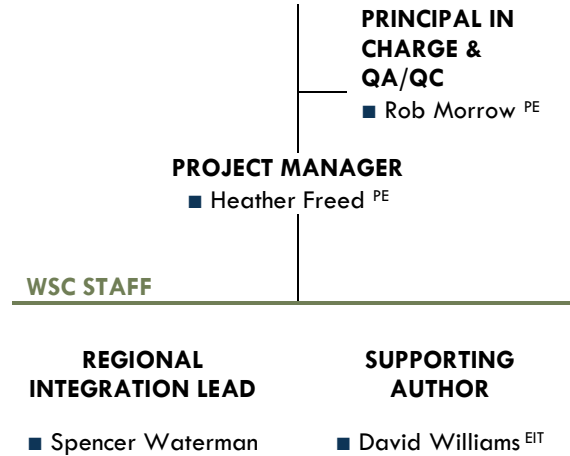 PRINCIPAL IN
CHARGE &
QA/QC
■ Rob Morrow PE
PROJECT MANAGER
■ Heather Freed PE
WSC STAFF
REGIONAL
INTEGRATION LEAD
■ Spencer Waterman
SUPPORTING
AUTHOR
■ David Williams EIT